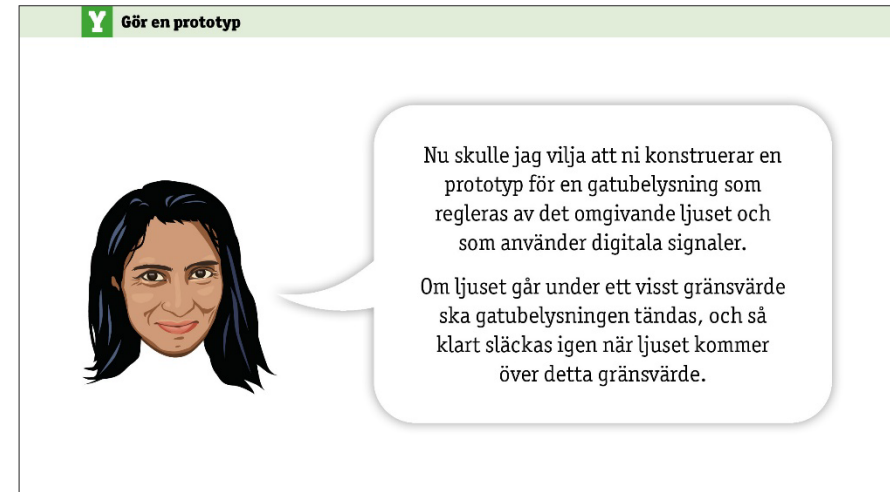 Y Gör en prototyp
Nu skulle jag vilja att ni konstruerar en
prototyp för en gatubelysning som
regleras av det omgivande ljuset och
som använder digitala signaler.
Om ljuset går under ett visst gränsvärde
ska gatubelysningen tändas, och så
klart släckas igen när ljuset kommer
över detta gränsvärde.